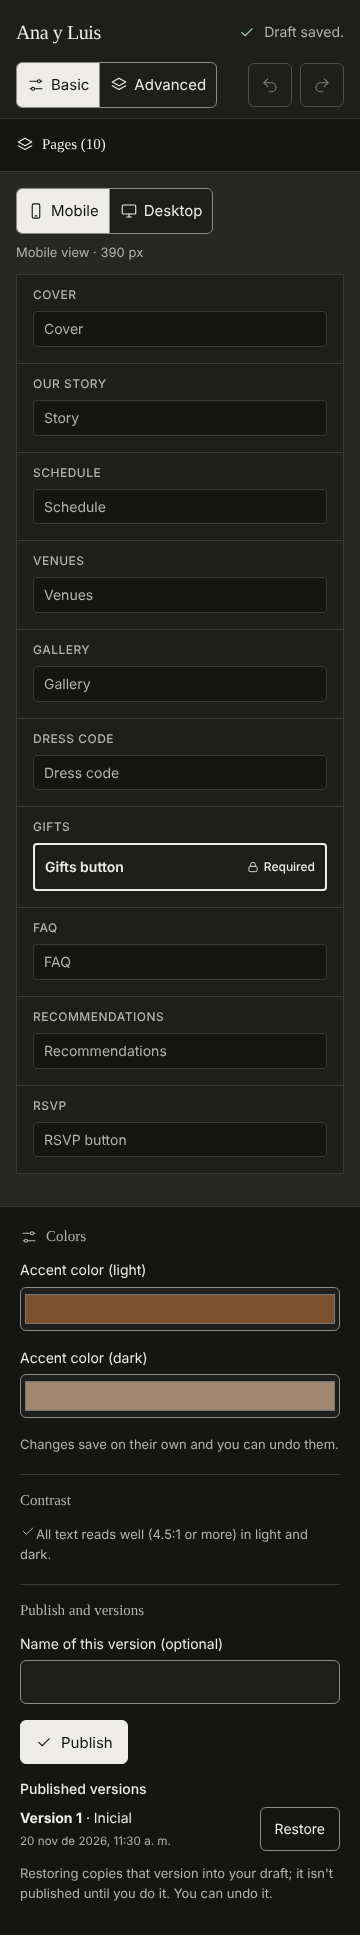 Ana y Luis
Draft saved.
Basic
Advanced
Pages (10)
Mobile
Desktop
Mobile view · 390 px
COVER
Cover
OUR STORY
Story
SCHEDULE
Schedule
VENUES
Venues
GALLERY
Gallery
DRESS CODE
Dress code
GIFTS
Gifts button
Required
FAQ
FAQ
RECOMMENDATIONS
Recommendations
RSVP
RSVP button
Colors
Accent color (light)
Accent color (dark)
Changes save on their own and you can undo them.
Contrast
All text reads well (4.5:1 or more) in light and
dark.
Publish and versions
Name of this version (optional)
Publish
Published versions
Version 1 · Inicial
20 nov de 2026, 11:30 a. m.
Restore
Restoring copies that version into your draft; it isn't
published until you do it. You can undo it.